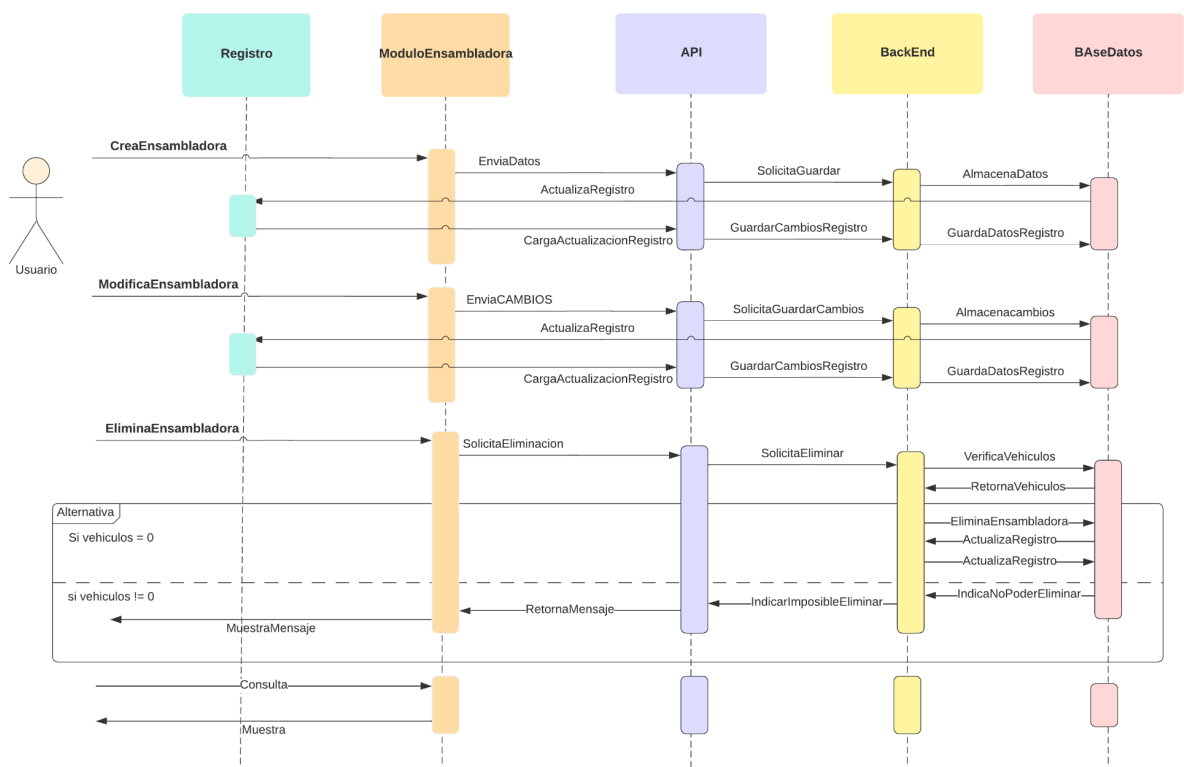 Registro
ModuloEnsambladora
API
BackEnd
BAseDatos
CreaEnsambladora
EnviaDatos
SolicitaGuardar
AlmacenaDatos
ActualizaRegistro
CargaActualizacionRegistro
GuardarCambiosRegistro
GuardaDatosRegistro
Usuario
ModificaEnsambladora
EnviaCAMBIOS
SolicitaGuardarCambios
Almacenacambios
ActualizaRegistro
CargaActualizacionRegistro
GuardarCambiosRegistro
GuardaDatosRegistro
EliminaEnsambladora
SolicitaEliminacion
SolicitaEliminar
VerificaVehiculos
RetornaVehiculos
Alternativa
Si vehiculos = 0
EliminaEnsambladora
ActualizaRegistro
ActualizaRegistro
si vehiculos != 0
IndicaNoPoderEliminar
IndicarImposibleEliminar
RetornaMensaje
MuestraMensaje
Consulta
Muestra